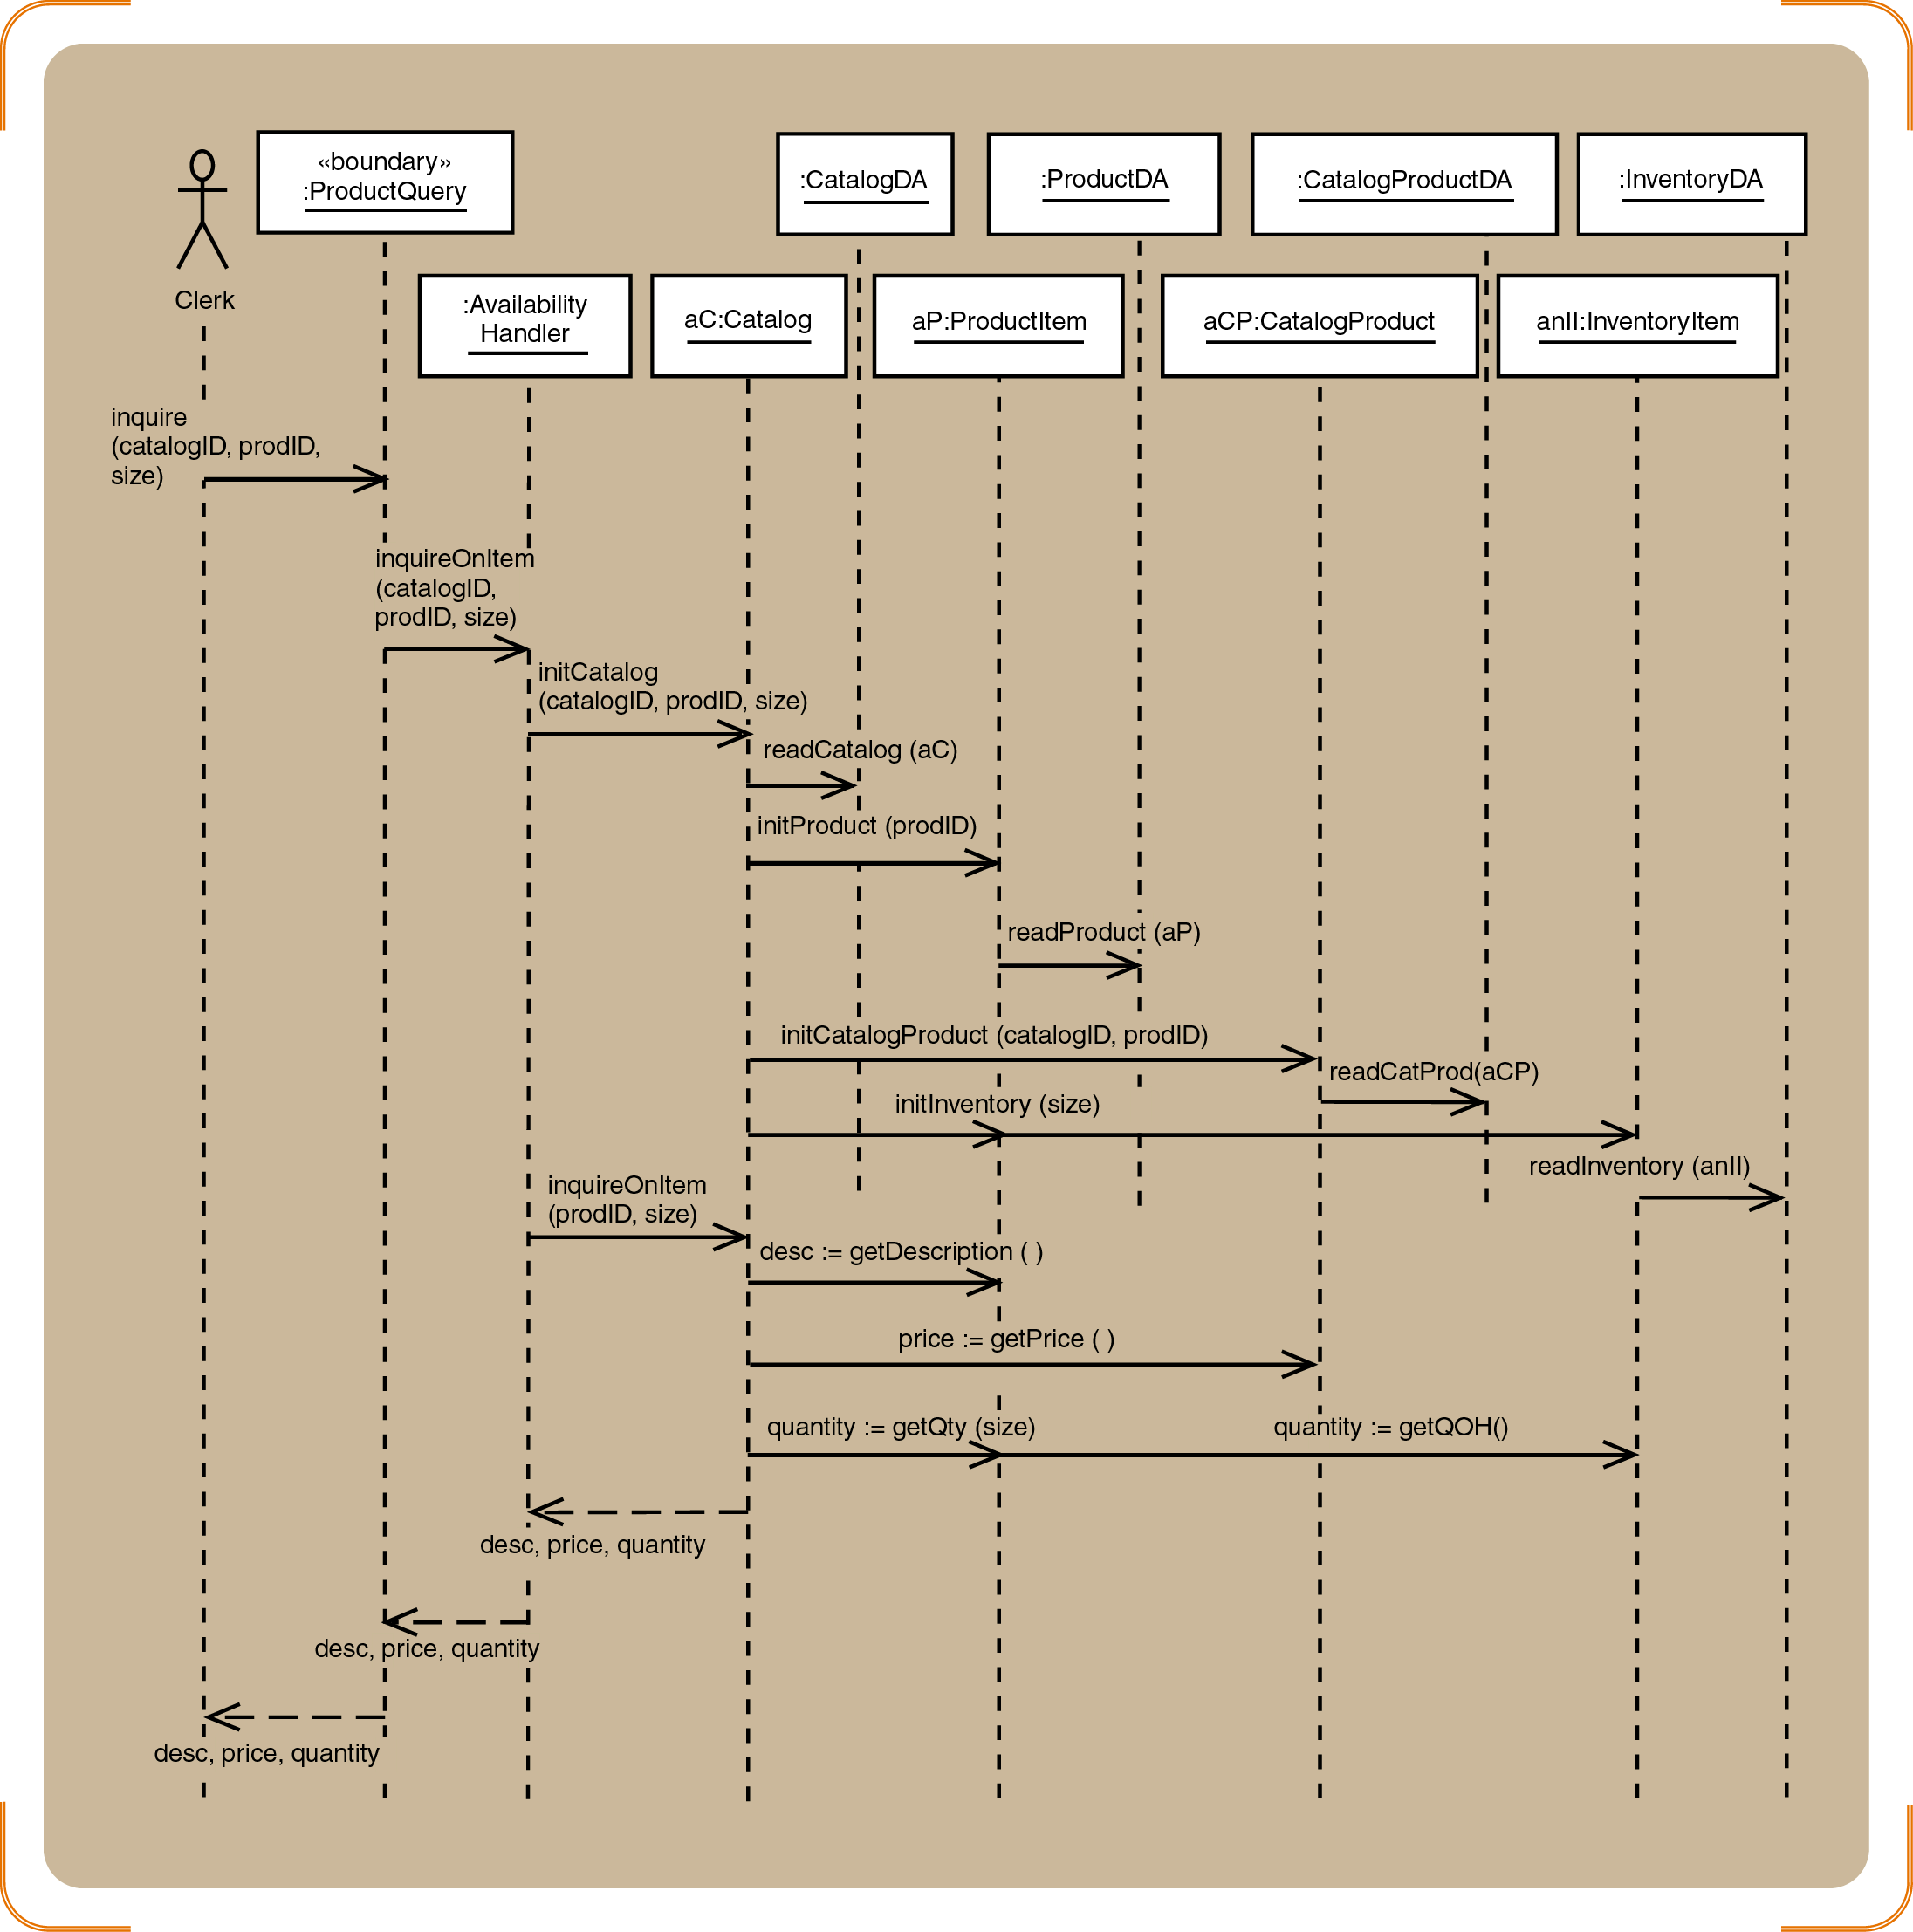 «boundary»
:ProductQuery
:CatalogDA
:ProductDA
:CatalogProductDA
:InventoryDA
Clerk
:Availability
Handler
aC:Catalog
aP:ProductItem
aCP:CatalogProduct
anII:InventoryItem
inquire
(catalogID, prodID,
size)
inquireOnItem
(catalogID,
prodID, size)
initCatalog
(catalogID, prodID, size)
readCatalog (aC)
initProduct (prodID)
readProduct (aP)
initCatalogProduct (catalogID, prodID)
readCatProd(aCP)
initInventory (size)
readInventory (anII)
inquireOnItem
(prodID, size)
desc := getDescription ( )
price := getPrice ( )
quantity := getQty (size)
quantity := getQOH()
desc, price, quantity
desc, price, quantity
desc, price, quantity